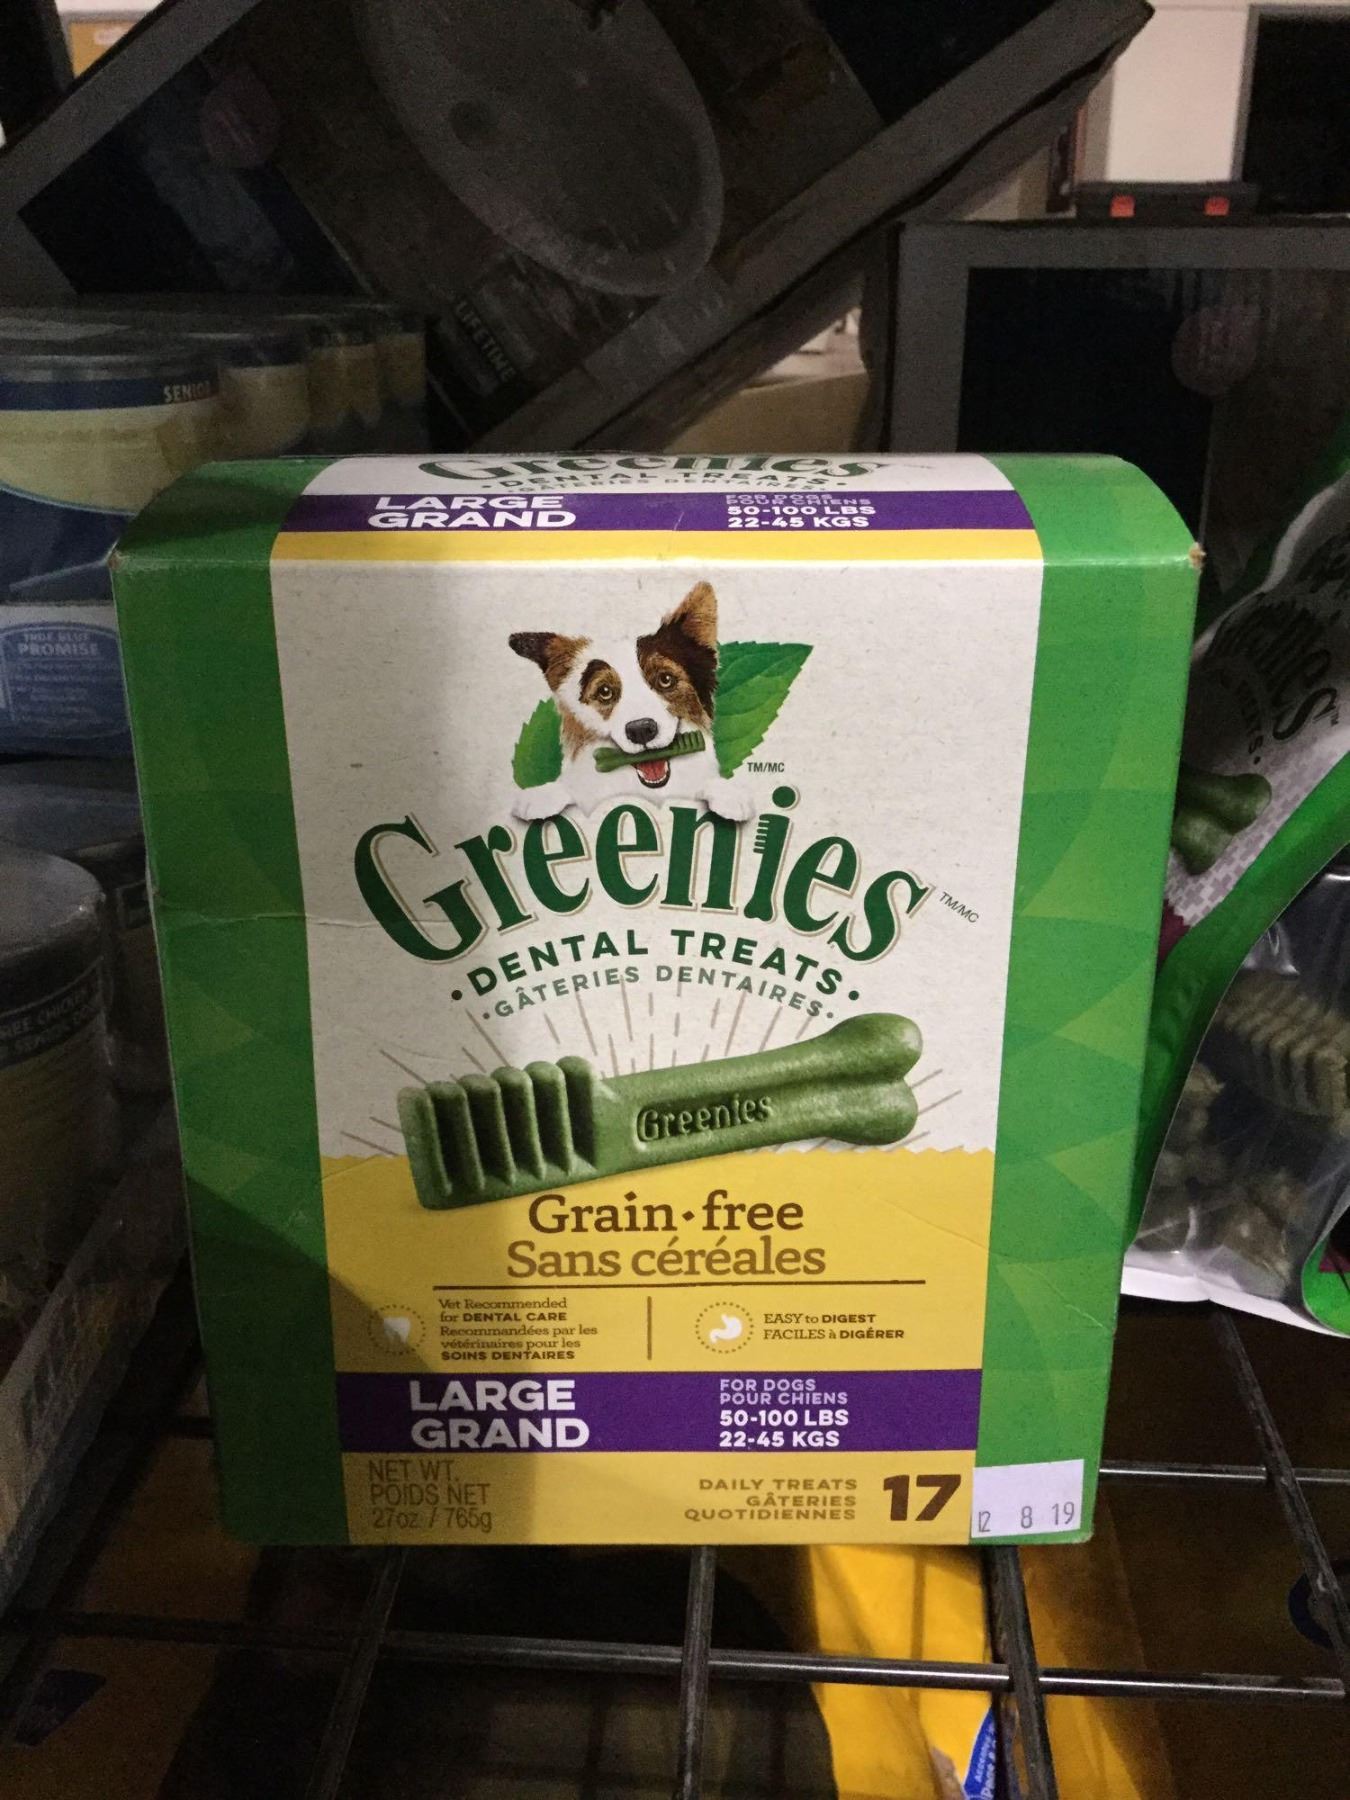 LIFETIME
SENIOR
TRUE BLUE
PROMISE
Greenies
DENTAL TREATS
GÂTERIES DENTAIRES
LARGE
GRAND
FOR DOGS
POUR CHIENS
50-100 LBS
22-45 KGS
TM/MC
Greenies TM/MC
• DENTAL TREATS •
• GÂTERIES DENTAIRES •
Greenies
Grain•free
Sans céréales
Vet Recommended
for DENTAL CARE
Recommandées par les
vétérinaires pour les
SOINS DENTAIRES
EASY to DIGEST
FACILES à DIGÉRER
LARGE
GRAND
FOR DOGS
POUR CHIENS
50-100 LBS
22-45 KGS
NET WT.
POIDS NET
27oz / 765g
DAILY TREATS
GÂTERIES
QUOTIDIENNES
17
12 8 19